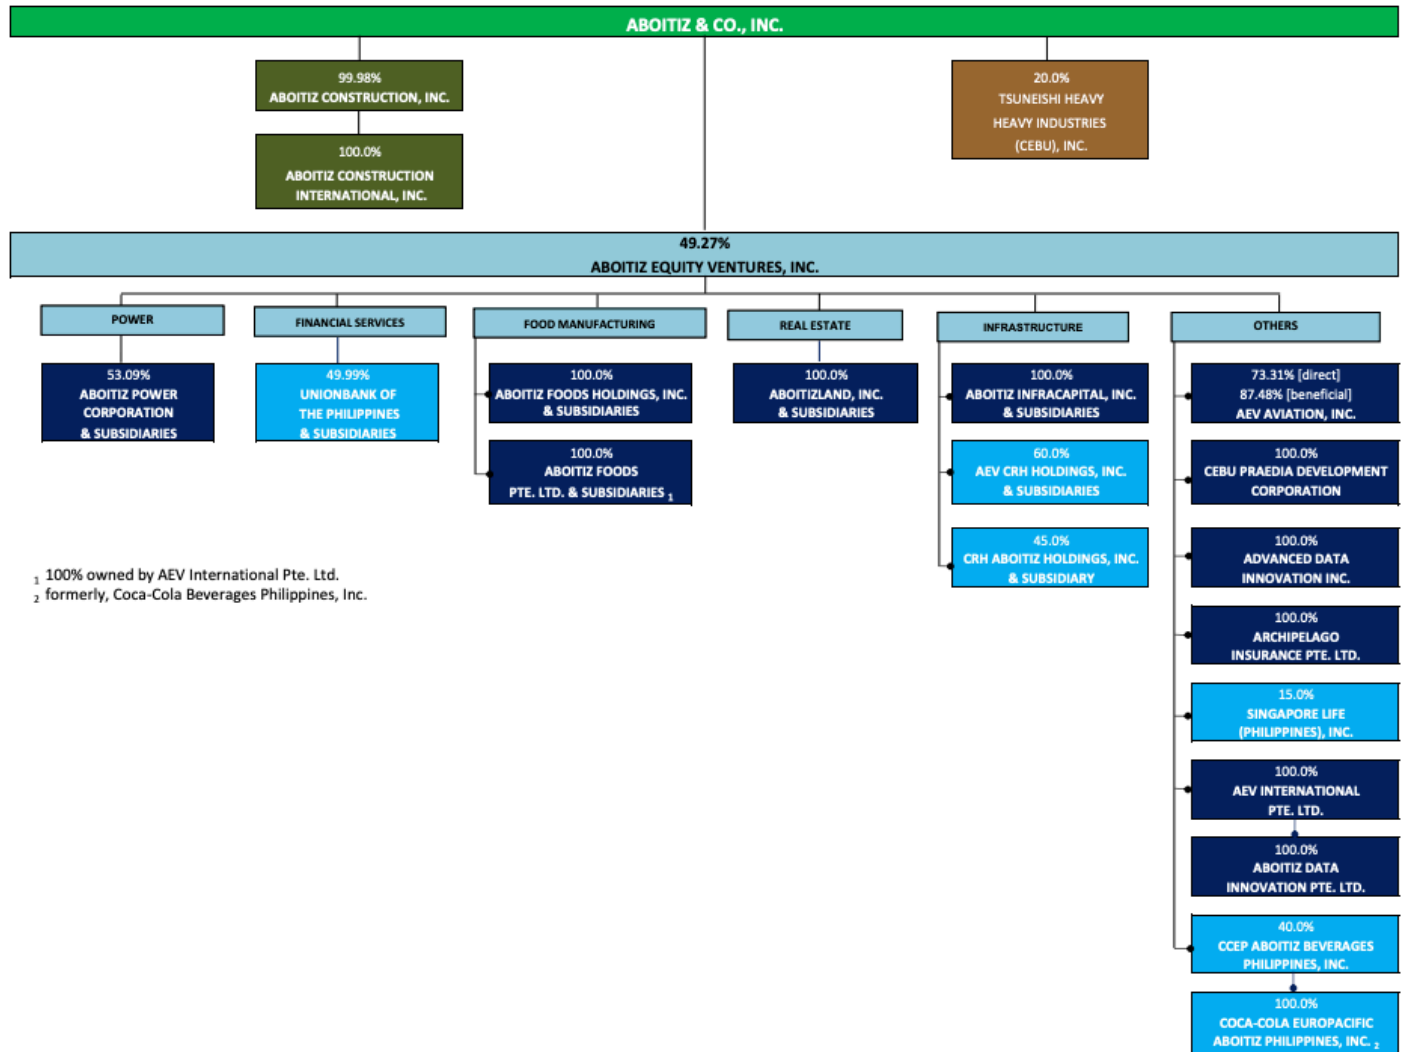 ABOITIZ & CO., INC.
99.98%
ABOITIZ CONSTRUCTION, INC.
100.0%
ABOITIZ CONSTRUCTION
INTERNATIONAL, INC.
20.0%
TSUNEISHI HEAVY
HEAVY INDUSTRIES
(CEBU), INC.
49.27%
ABOITIZ EQUITY VENTURES, INC.
POWER
53.09%
ABOITIZ POWER
CORPORATION
& SUBSIDIARIES
FINANCIAL SERVICES
49.99%
UNIONBANK OF
THE PHILIPPINES
& SUBSIDIARIES
FOOD MANUFACTURING
100.0%
ABOITIZ FOODS HOLDINGS, INC.
& SUBSIDIARIES
100.0%
ABOITIZ FOODS
PTE. LTD. & SUBSIDIARIES 1
REAL ESTATE
100.0%
ABOITIZLAND, INC.
& SUBSIDIARIES
INFRASTRUCTURE
100.0%
ABOITIZ INFRACAPITAL, INC.
& SUBSIDIARIES
60.0%
AEV CRH HOLDINGS, INC.
& SUBSIDIARIES
45.0%
CRH ABOITIZ HOLDINGS, INC.
& SUBSIDIARY
OTHERS
73.31% [direct]
87.48% [beneficial]
AEV AVIATION, INC.
100.0%
CEBU PRAEDIA DEVELOPMENT
CORPORATION
100.0%
ADVANCED DATA
INNOVATION INC.
100.0%
ARCHIPELAGO
INSURANCE PTE. LTD.
15.0%
SINGAPORE LIFE
(PHILIPPINES), INC.
100.0%
AEV INTERNATIONAL
PTE. LTD.
100.0%
ABOITIZ DATA
INNOVATION PTE. LTD.
40.0%
CCEP ABOITIZ BEVERAGES
PHILIPPINES, INC.
100.0%
COCA-COLA EUROPACIFIC
ABOITIZ PHILIPPINES, INC. 2
1 100% owned by AEV International Pte. Ltd.
2 formerly, Coca-Cola Beverages Philippines, Inc.